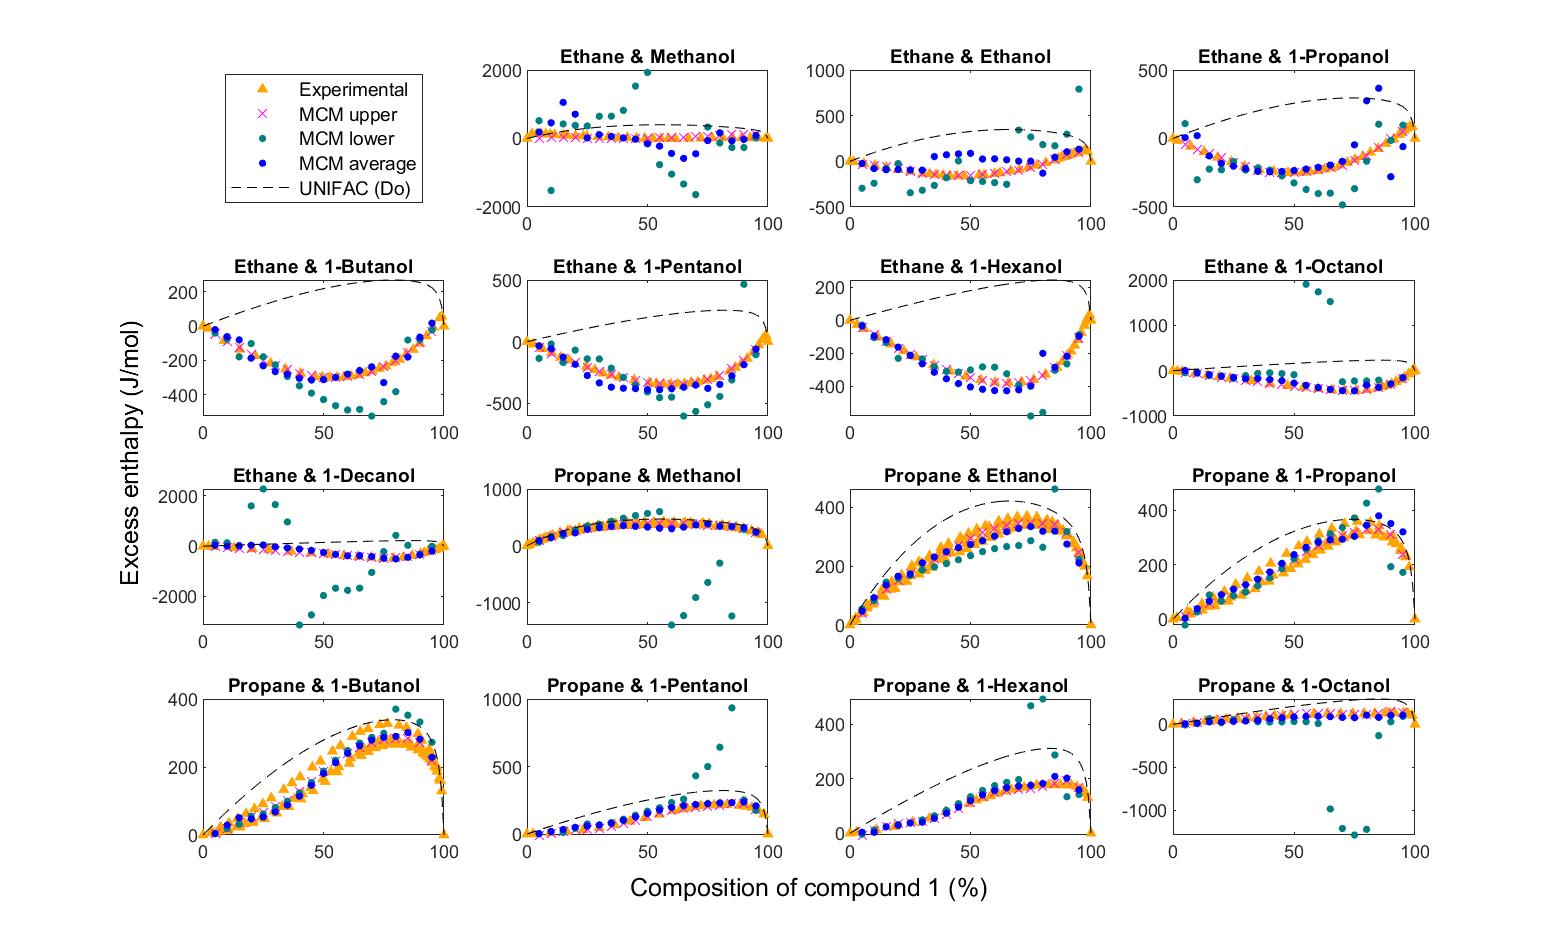 Experimental
MCM upper
MCM lower
MCM average
UNIFAC (Do)
Ethane & Methanol
2000
0
-2000
0 50 100
Ethane & Ethanol
1000
500
0
-500
0 50 100
Ethane & 1-Propanol
500
0
-500
0 50 100
Ethane & 1-Butanol
200
0
-200
-400
0 50 100
Ethane & 1-Pentanol
500
0
-500
0 50 100
Ethane & 1-Hexanol
200
0
-200
-400
0 50 100
Ethane & 1-Octanol
2000
1000
0
-1000
0 50 100
Ethane & 1-Decanol
2000
0
-2000
0 50 100
Propane & Methanol
1000
0
-1000
0 50 100
Propane & Ethanol
400
200
0
0 50 100
Propane & 1-Propanol
400
200
0
0 50 100
Propane & 1-Butanol
400
200
0
0 50 100
Propane & 1-Pentanol
1000
500
0
0 50 100
Propane & 1-Hexanol
400
200
0
0 50 100
Propane & 1-Octanol
0
-500
-1000
0 50 100
Excess enthalpy (J/mol)
Composition of compound 1 (%)